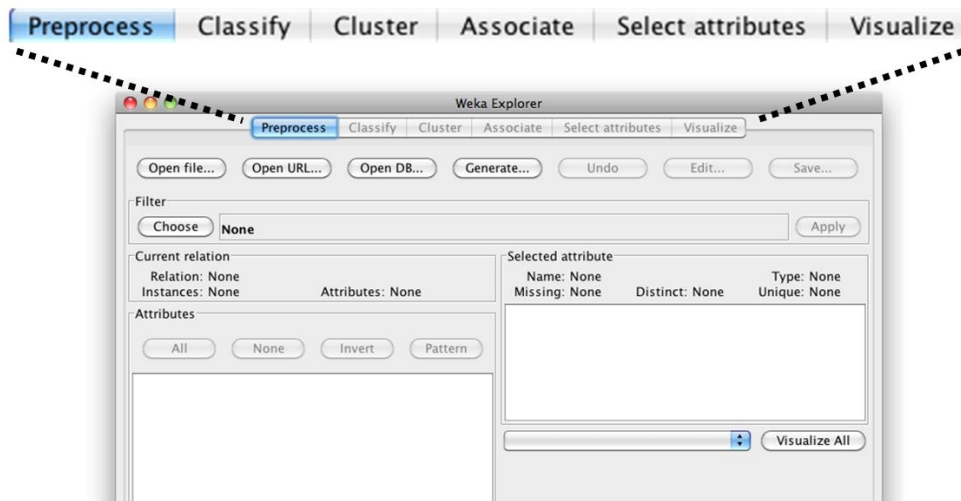 Preprocess Classify Cluster Associate Select attributes Visualize
Weka Explorer
Preprocess Classify Cluster Associate Select attributes Visualize
Open file... Open URL... Open DB... Generate... Undo Edit... Save...
Filter
Choose None Apply
Current relation
Relation: None
Instances: None Attributes: None
Selected attribute
Name: None Type: None
Missing: None Distinct: None Unique: None
Attributes
All None Invert Pattern
Visualize All